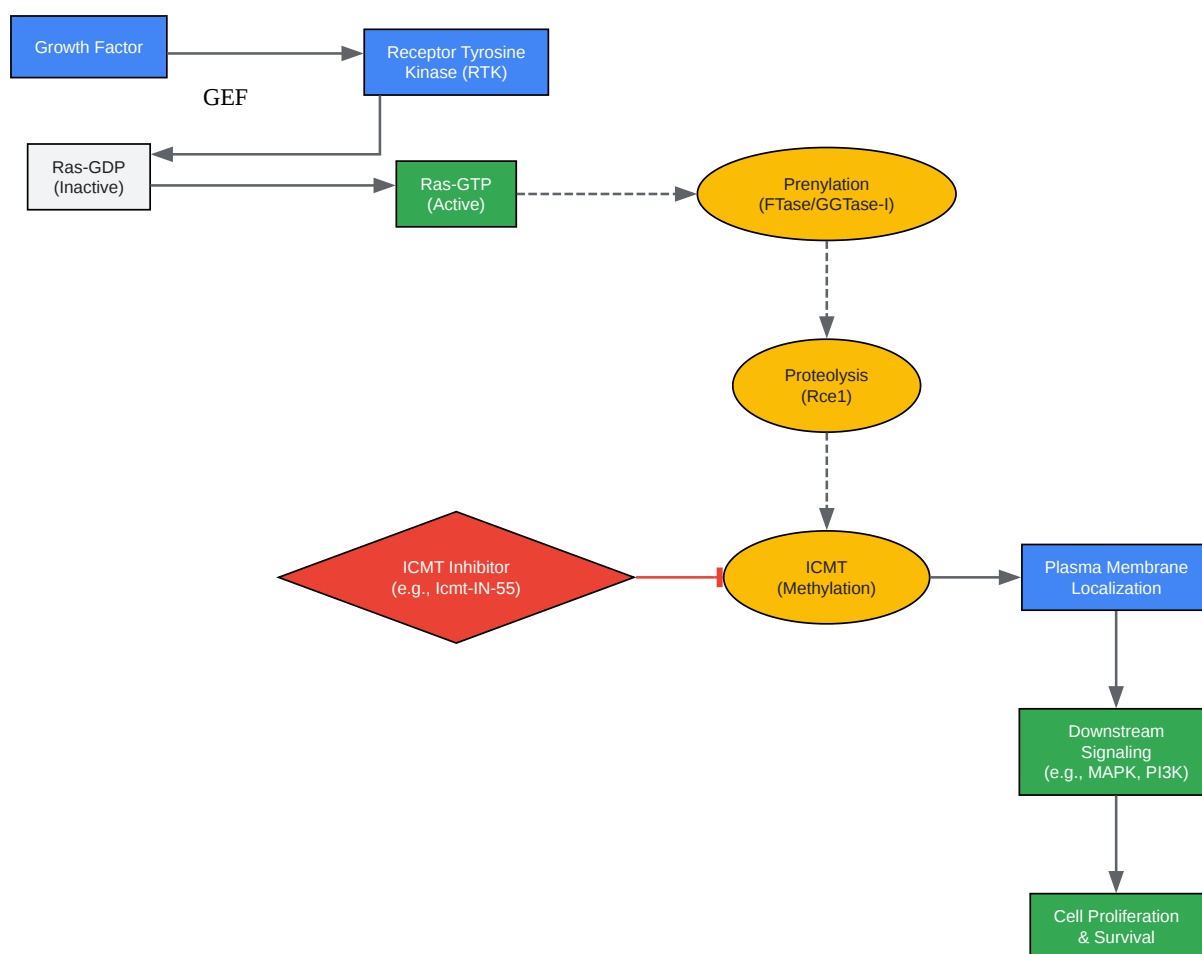 Growth Factor
Receptor Tyrosine
Kinase (RTK)
GEF
Ras-GDP
(Inactive)
Ras-GTP
(Active)
Prenylation
(FTase/GGTase-I)
Proteolysis
(Rce1)
ICMT Inhibitor
(e.g., Icmt-IN-55)
ICMT
(Methylation)
Plasma Membrane
Localization
Downstream
Signaling
(e.g., MAPK, PI3K)
Cell Proliferation
& Survival